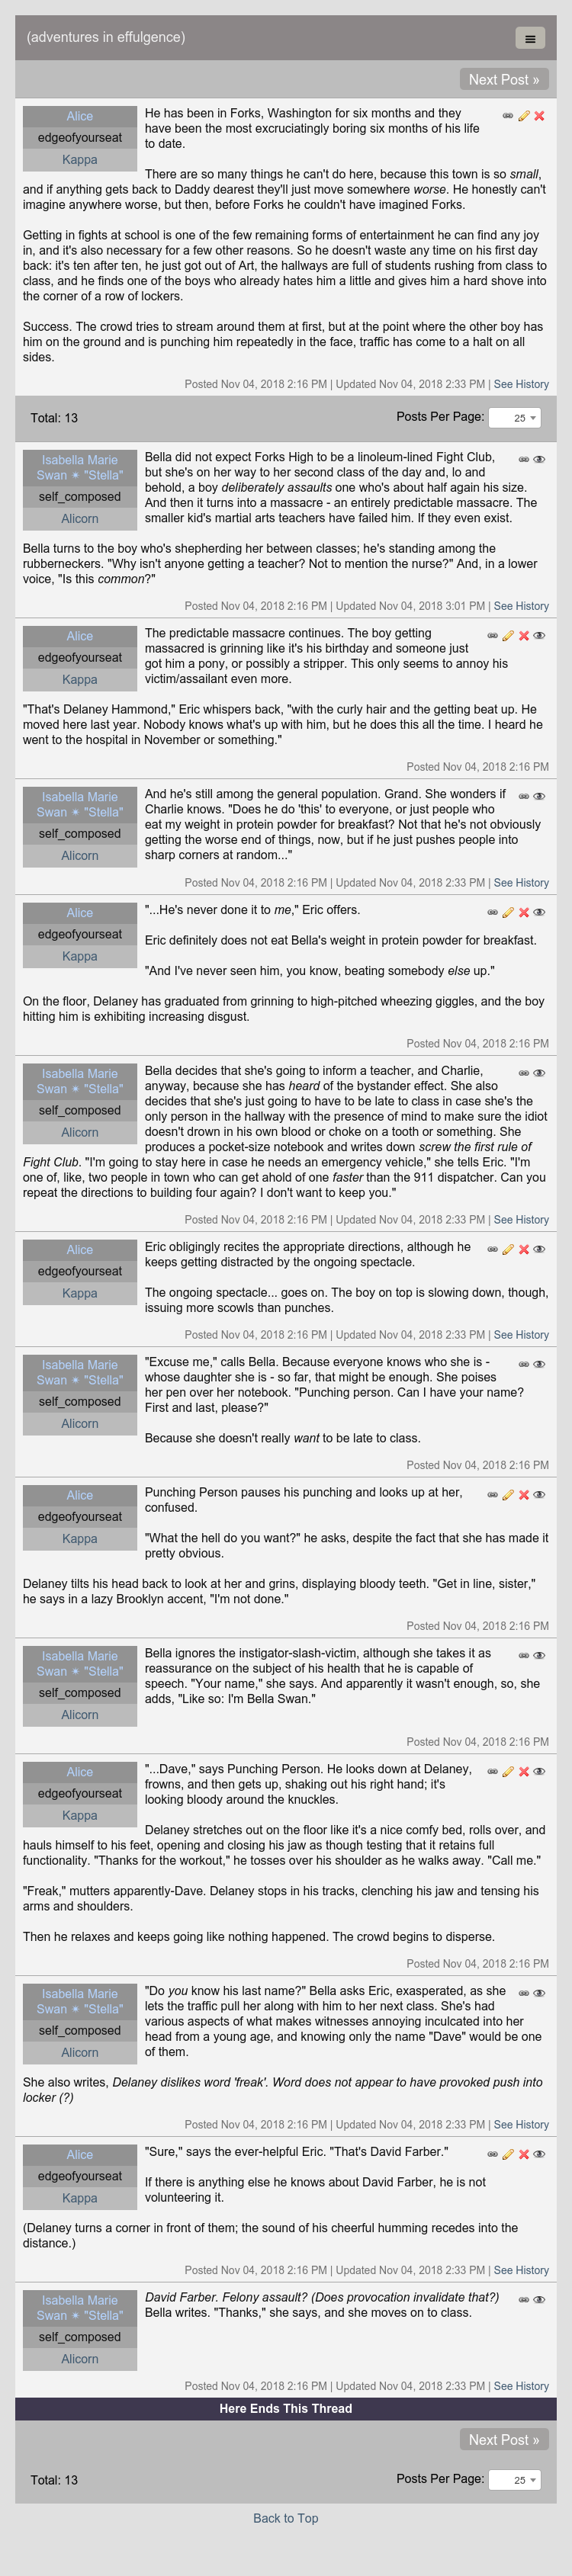 (adventures in effulgence)
Next Post »
Alice
edgeofyourseat
Kappa
He has been in Forks, Washington for six months and they
have been the most excruciatingly boring six months of his life
to date.
There are so many things he can't do here, because this town is so small,
and if anything gets back to Daddy dearest they'll just move somewhere worse. He honestly can't
imagine anywhere worse, but then, before Forks he couldn't have imagined Forks.
Getting in fights at school is one of the few remaining forms of entertainment he can find any joy
in, and it's also necessary for a few other reasons. So he doesn't waste any time on his first day
back: it's ten after ten, he just got out of Art, the hallways are full of students rushing from class to
class, and he finds one of the boys who already hates him a little and gives him a hard shove into
the corner of a row of lockers.
Success. The crowd tries to stream around them at first, but at the point where the other boy has
him on the ground and is punching him repeatedly in the face, traffic has come to a halt on all
sides.
Posted Nov 04, 2018 2:16 PM | Updated Nov 04, 2018 2:33 PM | See History
Total: 13
Posts Per Page: 25
Isabella Marie
Swan ✴ "Stella"
self_composed
Alicorn
Bella did not expect Forks High to be a linoleum-lined Fight Club,
but she's on her way to her second class of the day and, lo and
behold, a boy deliberately assaults one who's about half again his size.
And then it turns into a massacre - an entirely predictable massacre. The
smaller kid's martial arts teachers have failed him. If they even exist.
Bella turns to the boy who's shepherding her between classes; he's standing among the
rubberneckers. "Why isn't anyone getting a teacher? Not to mention the nurse?" And, in a lower
voice, "Is this common?"
Posted Nov 04, 2018 2:16 PM | Updated Nov 04, 2018 3:01 PM | See History
Alice
edgeofyourseat
Kappa
The predictable massacre continues. The boy getting
massacred is grinning like it's his birthday and someone just
got him a pony, or possibly a stripper. This only seems to annoy his
victim/assailant even more.
"That's Delaney Hammond," Eric whispers back, "with the curly hair and the getting beat up. He
moved here last year. Nobody knows what's up with him, but he does this all the time. I heard he
went to the hospital in November or something."
Posted Nov 04, 2018 2:16 PM
Isabella Marie
Swan ✴ "Stella"
self_composed
Alicorn
And he's still among the general population. Grand. She wonders if
Charlie knows. "Does he do 'this' to everyone, or just people who
eat my weight in protein powder for breakfast? Not that he's not obviously
getting the worse end of things, now, but if he just pushes people into
sharp corners at random..."
Posted Nov 04, 2018 2:16 PM | Updated Nov 04, 2018 2:33 PM | See History
Alice
edgeofyourseat
Kappa
"...He's never done it to me," Eric offers.
Eric definitely does not eat Bella's weight in protein powder for breakfast.
"And I've never seen him, you know, beating somebody else up."
On the floor, Delaney has graduated from grinning to high-pitched wheezing giggles, and the boy
hitting him is exhibiting increasing disgust.
Posted Nov 04, 2018 2:16 PM
Isabella Marie
Swan ✴ "Stella"
self_composed
Alicorn
Bella decides that she's going to inform a teacher, and Charlie,
anyway, because she has heard of the bystander effect. She also
decides that she's just going to have to be late to class in case she's the
only person in the hallway with the presence of mind to make sure the idiot
doesn't drown in his own blood or choke on a tooth or something. She
produces a pocket-size notebook and writes down screw the first rule of
Fight Club. "I'm going to stay here in case he needs an emergency vehicle," she tells Eric. "I'm
one of, like, two people in town who can get ahold of one faster than the 911 dispatcher. Can you
repeat the directions to building four again? I don't want to keep you."
Posted Nov 04, 2018 2:16 PM | Updated Nov 04, 2018 2:33 PM | See History
Alice
edgeofyourseat
Kappa
Eric obligingly recites the appropriate directions, although he
keeps getting distracted by the ongoing spectacle.
The ongoing spectacle... goes on. The boy on top is slowing down, though,
issuing more scowls than punches.
Posted Nov 04, 2018 2:16 PM | Updated Nov 04, 2018 2:33 PM | See History
Isabella Marie
Swan ✴ "Stella"
self_composed
Alicorn
"Excuse me," calls Bella. Because everyone knows who she is -
whose daughter she is - so far, that might be enough. She poises
her pen over her notebook. "Punching person. Can I have your name?
First and last, please?"
Because she doesn't really want to be late to class.
Posted Nov 04, 2018 2:16 PM
Alice
edgeofyourseat
Kappa
Punching Person pauses his punching and looks up at her,
confused.
"What the hell do you want?" he asks, despite the fact that she has made it
pretty obvious.
Delaney tilts his head back to look at her and grins, displaying bloody teeth. "Get in line, sister,"
he says in a lazy Brooklyn accent, "I'm not done."
Posted Nov 04, 2018 2:16 PM
Isabella Marie
Swan ✴ "Stella"
self_composed
Alicorn
Bella ignores the instigator-slash-victim, although she takes it as
reassurance on the subject of his health that he is capable of
speech. "Your name," she says. And apparently it wasn't enough, so, she
adds, "Like so: I'm Bella Swan."
Posted Nov 04, 2018 2:16 PM
Alice
edgeofyourseat
Kappa
"...Dave," says Punching Person. He looks down at Delaney,
frowns, and then gets up, shaking out his right hand; it's
looking bloody around the knuckles.
Delaney stretches out on the floor like it's a nice comfy bed, rolls over, and
hauls himself to his feet, opening and closing his jaw as though testing that it retains full
functionality. "Thanks for the workout," he tosses over his shoulder as he walks away. "Call me."
"Freak," mutters apparently-Dave. Delaney stops in his tracks, clenching his jaw and tensing his
arms and shoulders.
Then he relaxes and keeps going like nothing happened. The crowd begins to disperse.
Posted Nov 04, 2018 2:16 PM
Isabella Marie
Swan ✴ "Stella"
self_composed
Alicorn
"Do you know his last name?" Bella asks Eric, exasperated, as she
lets the traffic pull her along with him to her next class. She's had
various aspects of what makes witnesses annoying inculcated into her
head from a young age, and knowing only the name "Dave" would be one
of them.
She also writes, Delaney dislikes word 'freak'. Word does not appear to have provoked push into
locker (?)
Posted Nov 04, 2018 2:16 PM | Updated Nov 04, 2018 2:33 PM | See History
Alice
edgeofyourseat
Kappa
"Sure," says the ever-helpful Eric. "That's David Farber."
If there is anything else he knows about David Farber, he is not
volunteering it.
(Delaney turns a corner in front of them; the sound of his cheerful humming recedes into the
distance.)
Posted Nov 04, 2018 2:16 PM | Updated Nov 04, 2018 2:33 PM | See History
Isabella Marie
Swan ✴ "Stella"
self_composed
Alicorn
David Farber. Felony assault? (Does provocation invalidate that?)
Bella writes. "Thanks," she says, and she moves on to class.
Posted Nov 04, 2018 2:16 PM | Updated Nov 04, 2018 2:33 PM | See History
Here Ends This Thread
Next Post »
Total: 13
Posts Per Page: 25
Back to Top